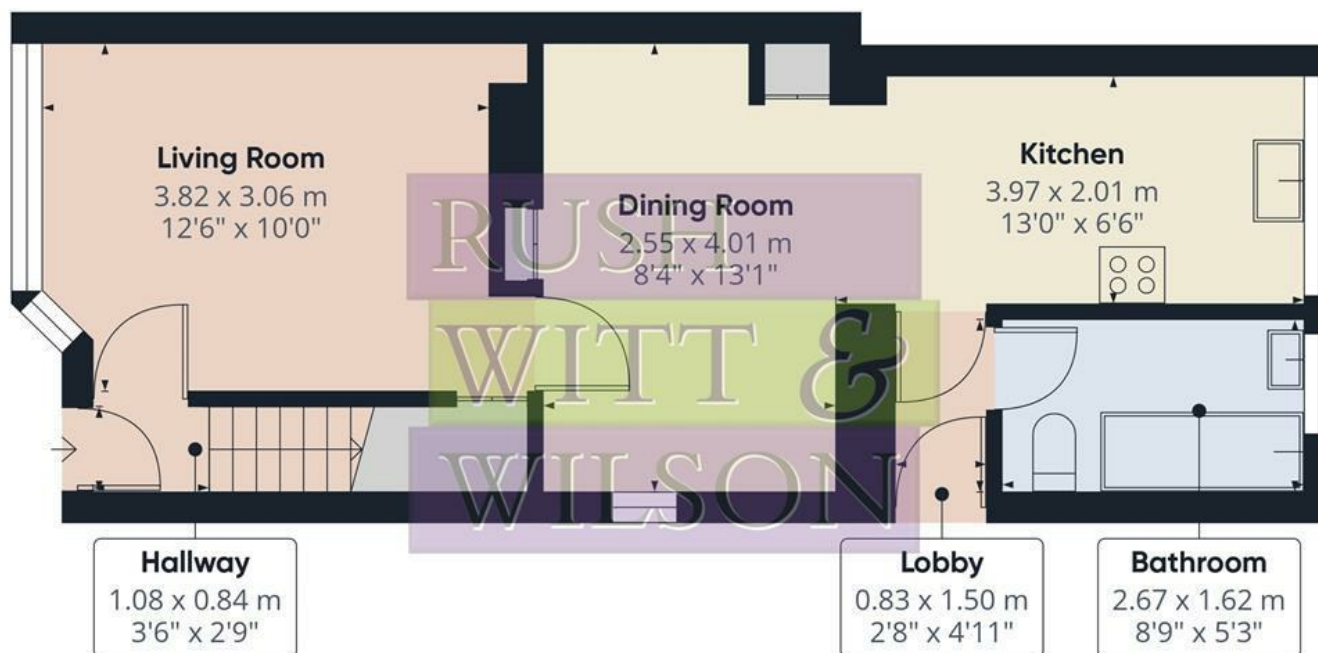 Living Room
3.82 x 3.06 m
12'6" x 10'0"
Dining Room
2.55 x 4.01 m
8'4" x 13'1"
Kitchen
3.97 x 2.01 m
13'0" x 6'6"
RUSH
WITT &
WILSON
Hallway
1.08 x 0.84 m
3'6" x 2'9"
Lobby
0.83 x 1.50 m
2'8" x 4'11"
Bathroom
2.67 x 1.62 m
8'9" x 5'3"